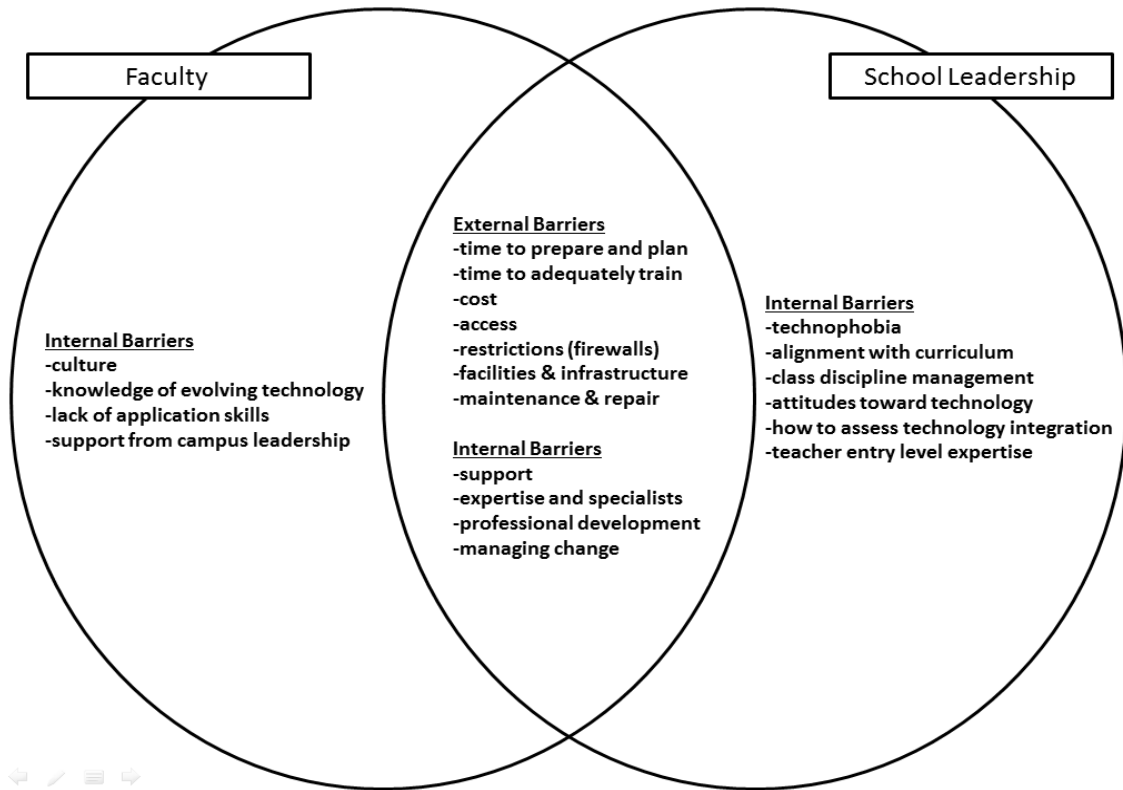 Faculty
School Leadership
Internal Barriers
-culture
-knowledge of evolving technology
-lack of application skills
-support from campus leadership
External Barriers
-time to prepare and plan
-time to adequately train
-cost
-access
-restrictions (firewalls)
-facilities & infrastructure
-maintenance & repair
Internal Barriers
-support
-expertise and specialists
-professional development
-managing change
Internal Barriers
-technophobia
-alignment with curriculum
-class discipline management
-attitudes toward technology
-how to assess technology integration
-teacher entry level expertise